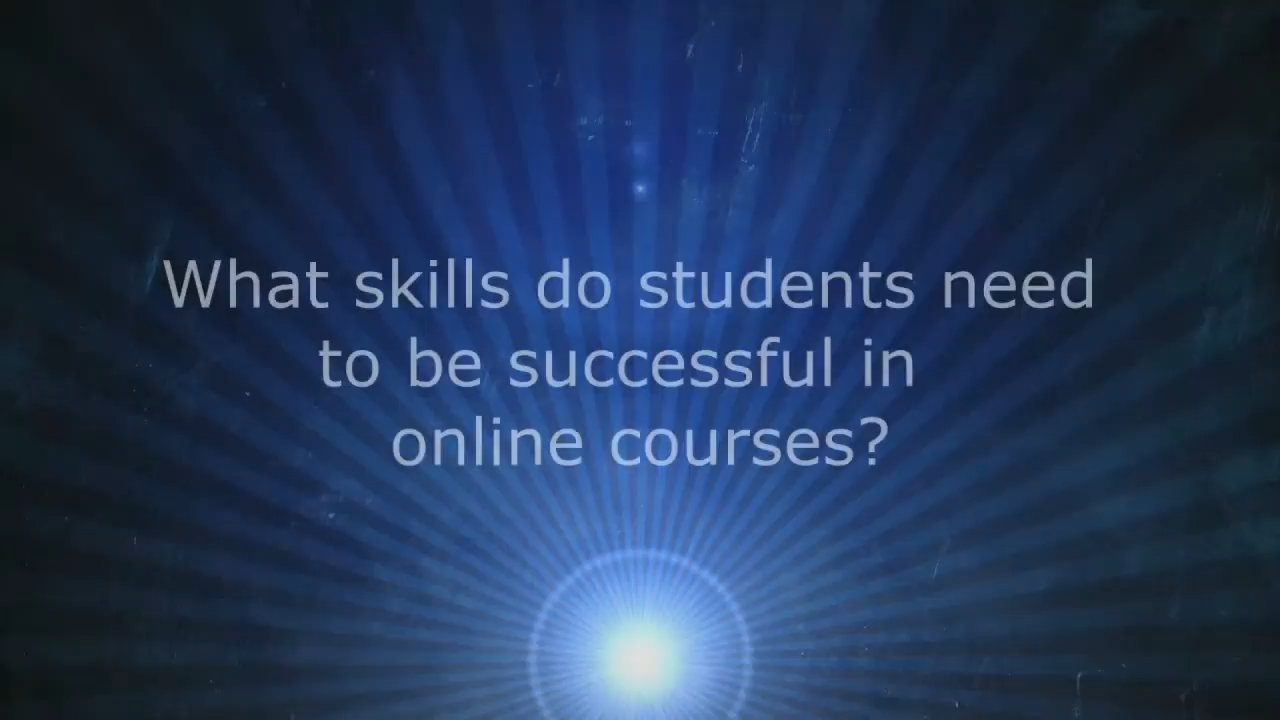 What skills do students need
to be successful in
online courses?